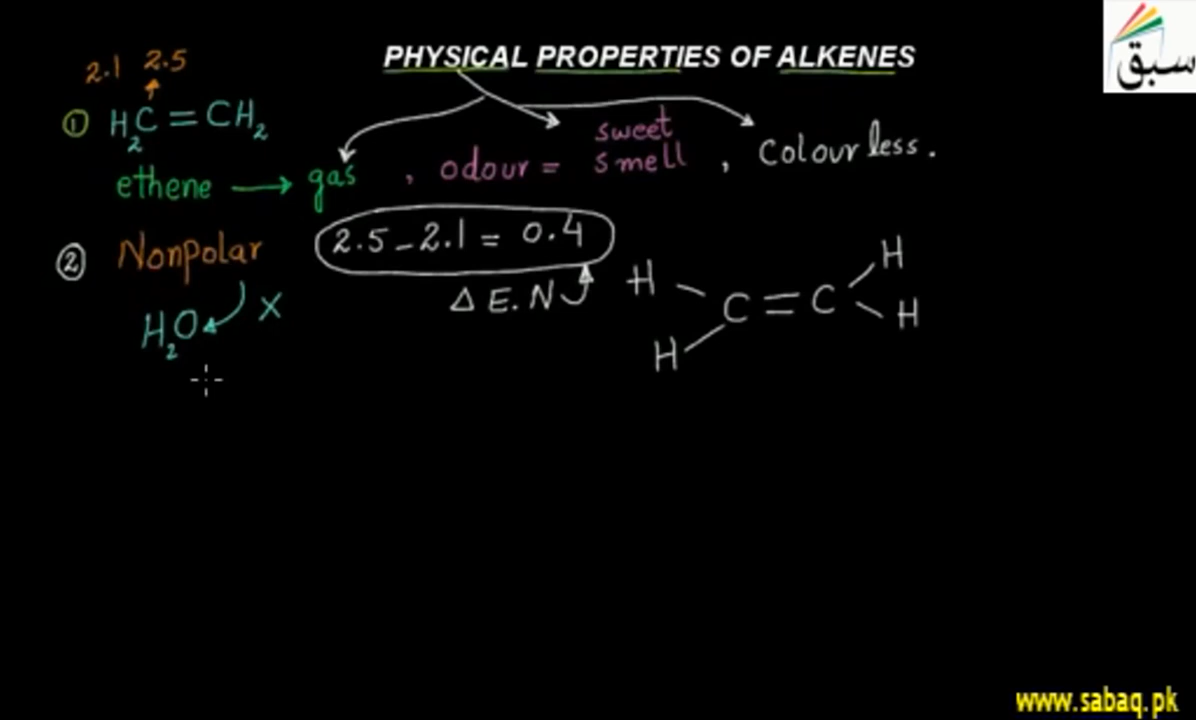 PHYSICAL PROPERTIES OF ALKENES
سبق
2.1 2.5
① H₂C = CH₂
ethene → gas , odour = sweet smell , Colourless.
② Nonpolar 2.5 - 2.1 = 0.4
Δ E.N
H₂O X
H H
C = C
H H
www.sabaq.pk